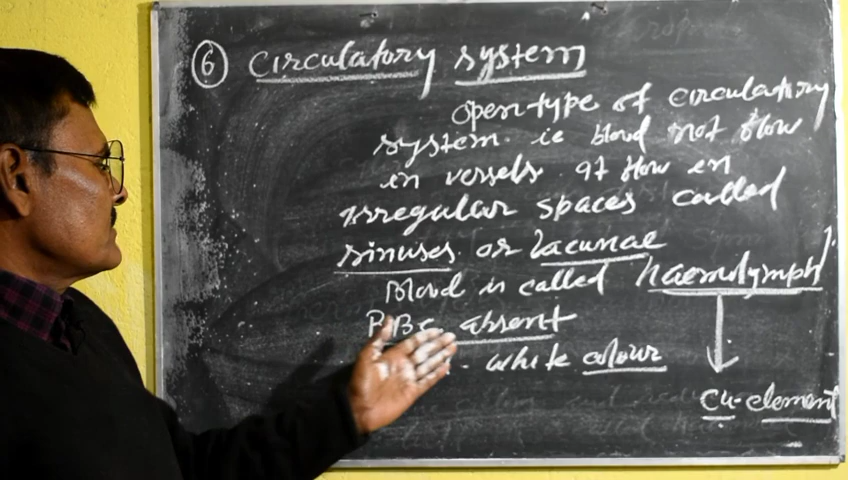 6 circulatory system
open type of circulatory
system. ie blood not flow
in vessels. It flow in
irregular spaces called
sinuses or lacunae
Blood is called haemolymph
RBC absent
white colour
Cu-element